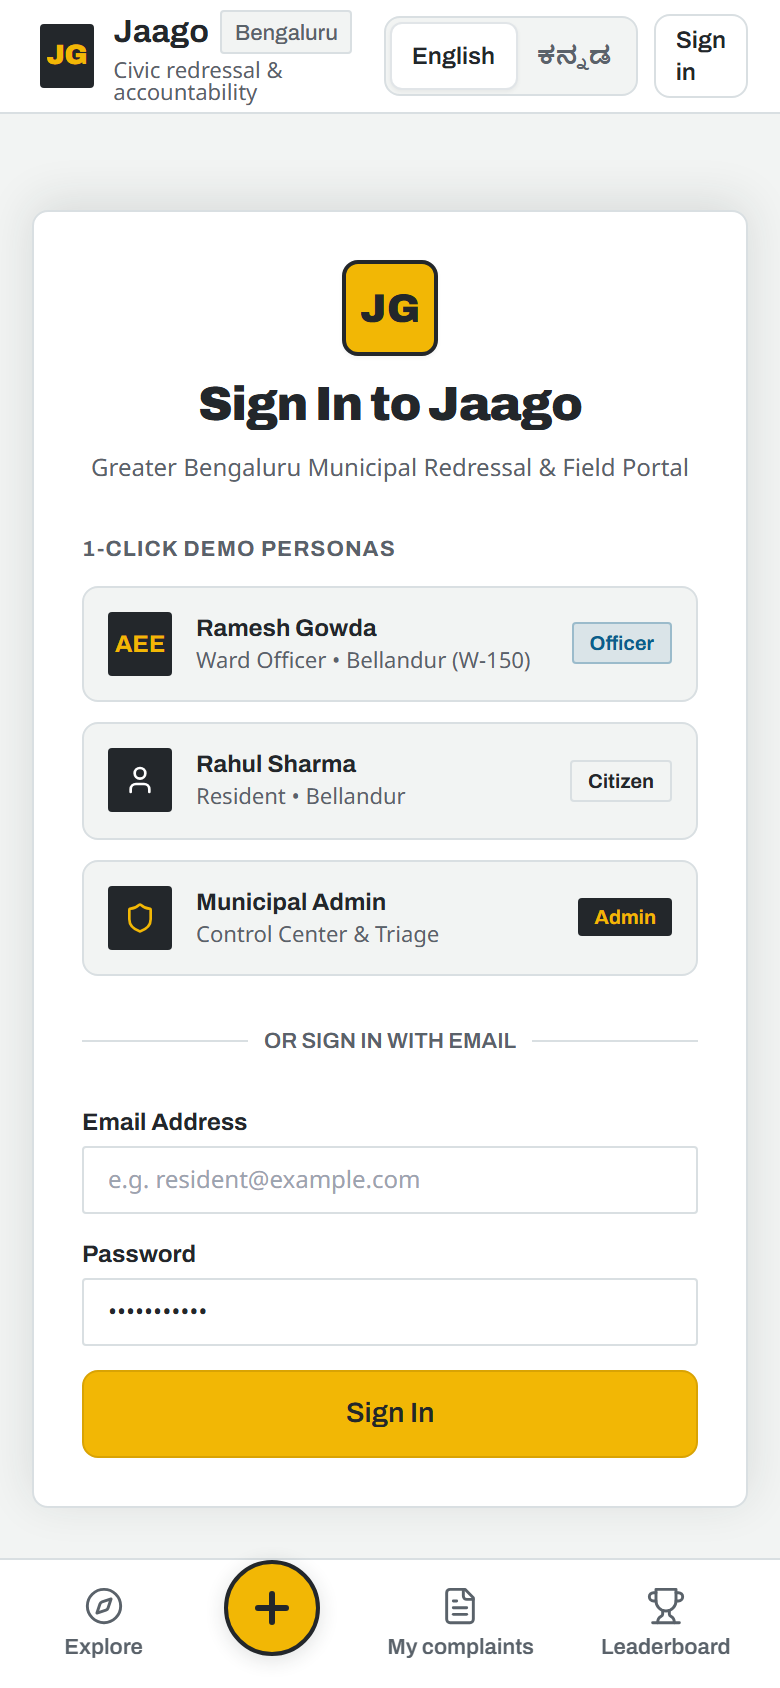 JG
Jaago
Bengaluru
Civic redressal &
accountability
English
ಕನ್ನಡ
Sign
in
JG
Sign In to Jaago
Greater Bengaluru Municipal Redressal & Field Portal
1-CLICK DEMO PERSONAS
AEE
Ramesh Gowda
Ward Officer • Bellandur (W-150)
Officer
Rahul Sharma
Resident • Bellandur
Citizen
Municipal Admin
Control Center & Triage
Admin
OR SIGN IN WITH EMAIL
Email Address
e.g. resident@example.com
Password
•••••••••••
Sign In
Explore
My complaints
Leaderboard